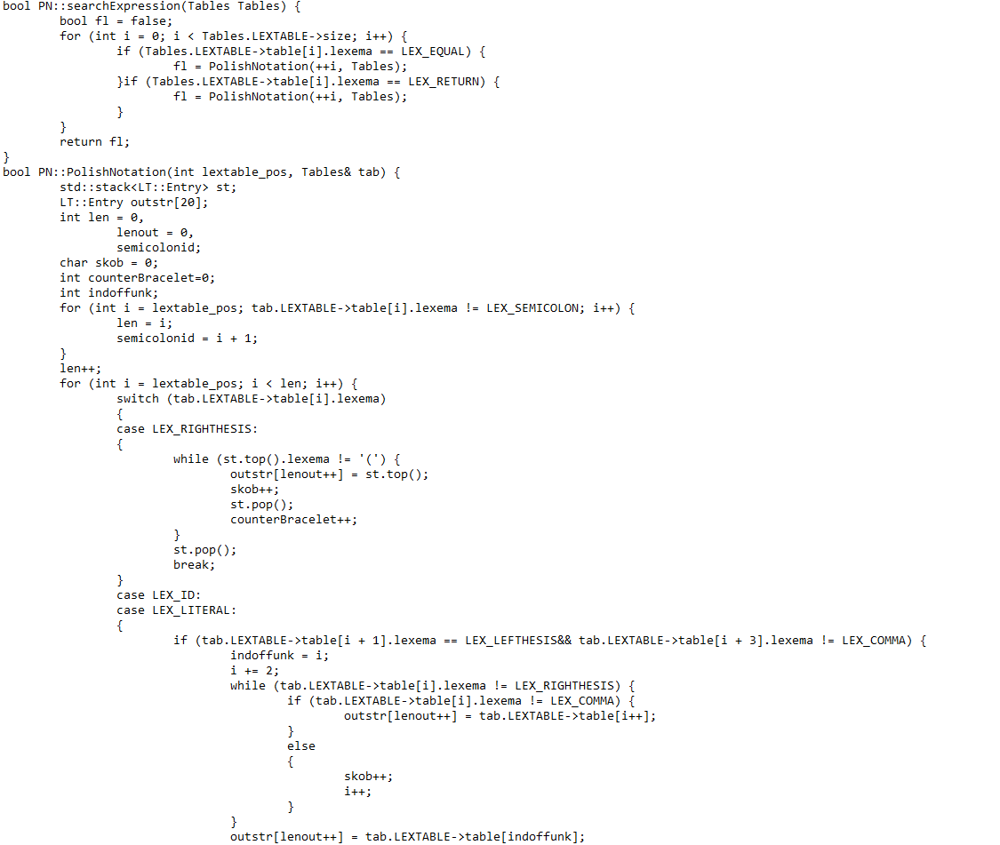 bool PN::searchExpression(Tables Tables) {
        bool fl = false;
        for (int i = 0; i < Tables.LEXTABLE->size; i++) {
                if (Tables.LEXTABLE->table[i].lexema == LEX_EQUAL) {
                        fl = PolishNotation(++i, Tables);
                }if (Tables.LEXTABLE->table[i].lexema == LEX_RETURN) {
                        fl = PolishNotation(++i, Tables);
                }
        }
        return fl;
}
bool PN::PolishNotation(int lextable_pos, Tables& tab) {
        std::stack<LT::Entry> st;
        LT::Entry outstr[20];
        int len = 0,
                lenout = 0,
                semicolonid;
        char skob = 0;
        int counterBracelet=0;
        int indoffunk;
        for (int i = lextable_pos; tab.LEXTABLE->table[i].lexema != LEX_SEMICOLON; i++) {
                len = i;
                semicolonid = i + 1;
        }
        len++;
        for (int i = lextable_pos; i < len; i++) {
                switch (tab.LEXTABLE->table[i].lexema)
                {
                case LEX_RIGHTHESIS:
                {
                        while (st.top().lexema != '(') {
                                outstr[lenout++] = st.top();
                                skob++;
                                st.pop();
                                counterBracelet++;
                        }
                        st.pop();
                        break;
                }
                case LEX_ID:
                case LEX_LITERAL:
                {
                        if (tab.LEXTABLE->table[i + 1].lexema == LEX_LEFTHESIS&& tab.LEXTABLE->table[i + 3].lexema != LEX_COMMA) {
                                indoffunk = i;
                                i += 2;
                                while (tab.LEXTABLE->table[i].lexema != LEX_RIGHTHESIS) {
                                        if (tab.LEXTABLE->table[i].lexema != LEX_COMMA) {
                                                outstr[lenout++] = tab.LEXTABLE->table[i++];
                                        }
                                        else
                                        {
                                                skob++;
                                                i++;
                                        }
                                }
                                outstr[lenout++] = tab.LEXTABLE->table[indoffunk];